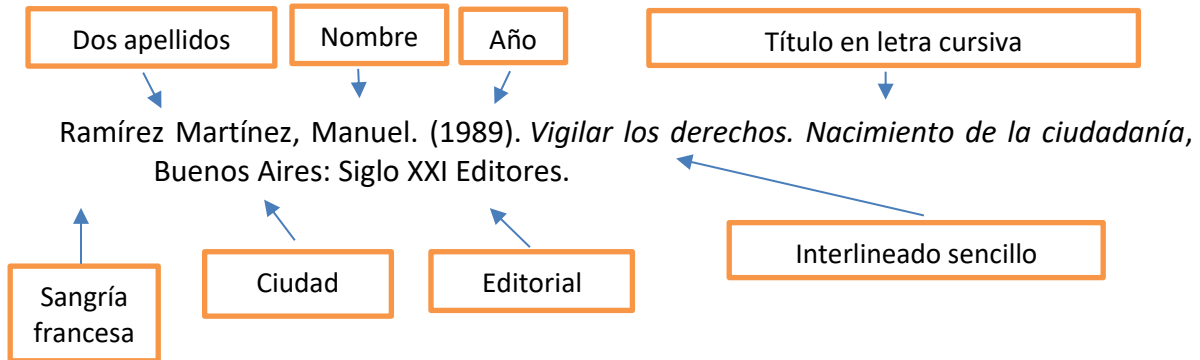 Dos apellidos
Nombre
Año
Título en letra cursiva
Ramírez Martínez, Manuel. (1989). Vigilar los derechos. Nacimiento de la ciudadanía,
Buenos Aires: Siglo XXI Editores.
Sangría
francesa
Ciudad
Editorial
Interlineado sencillo